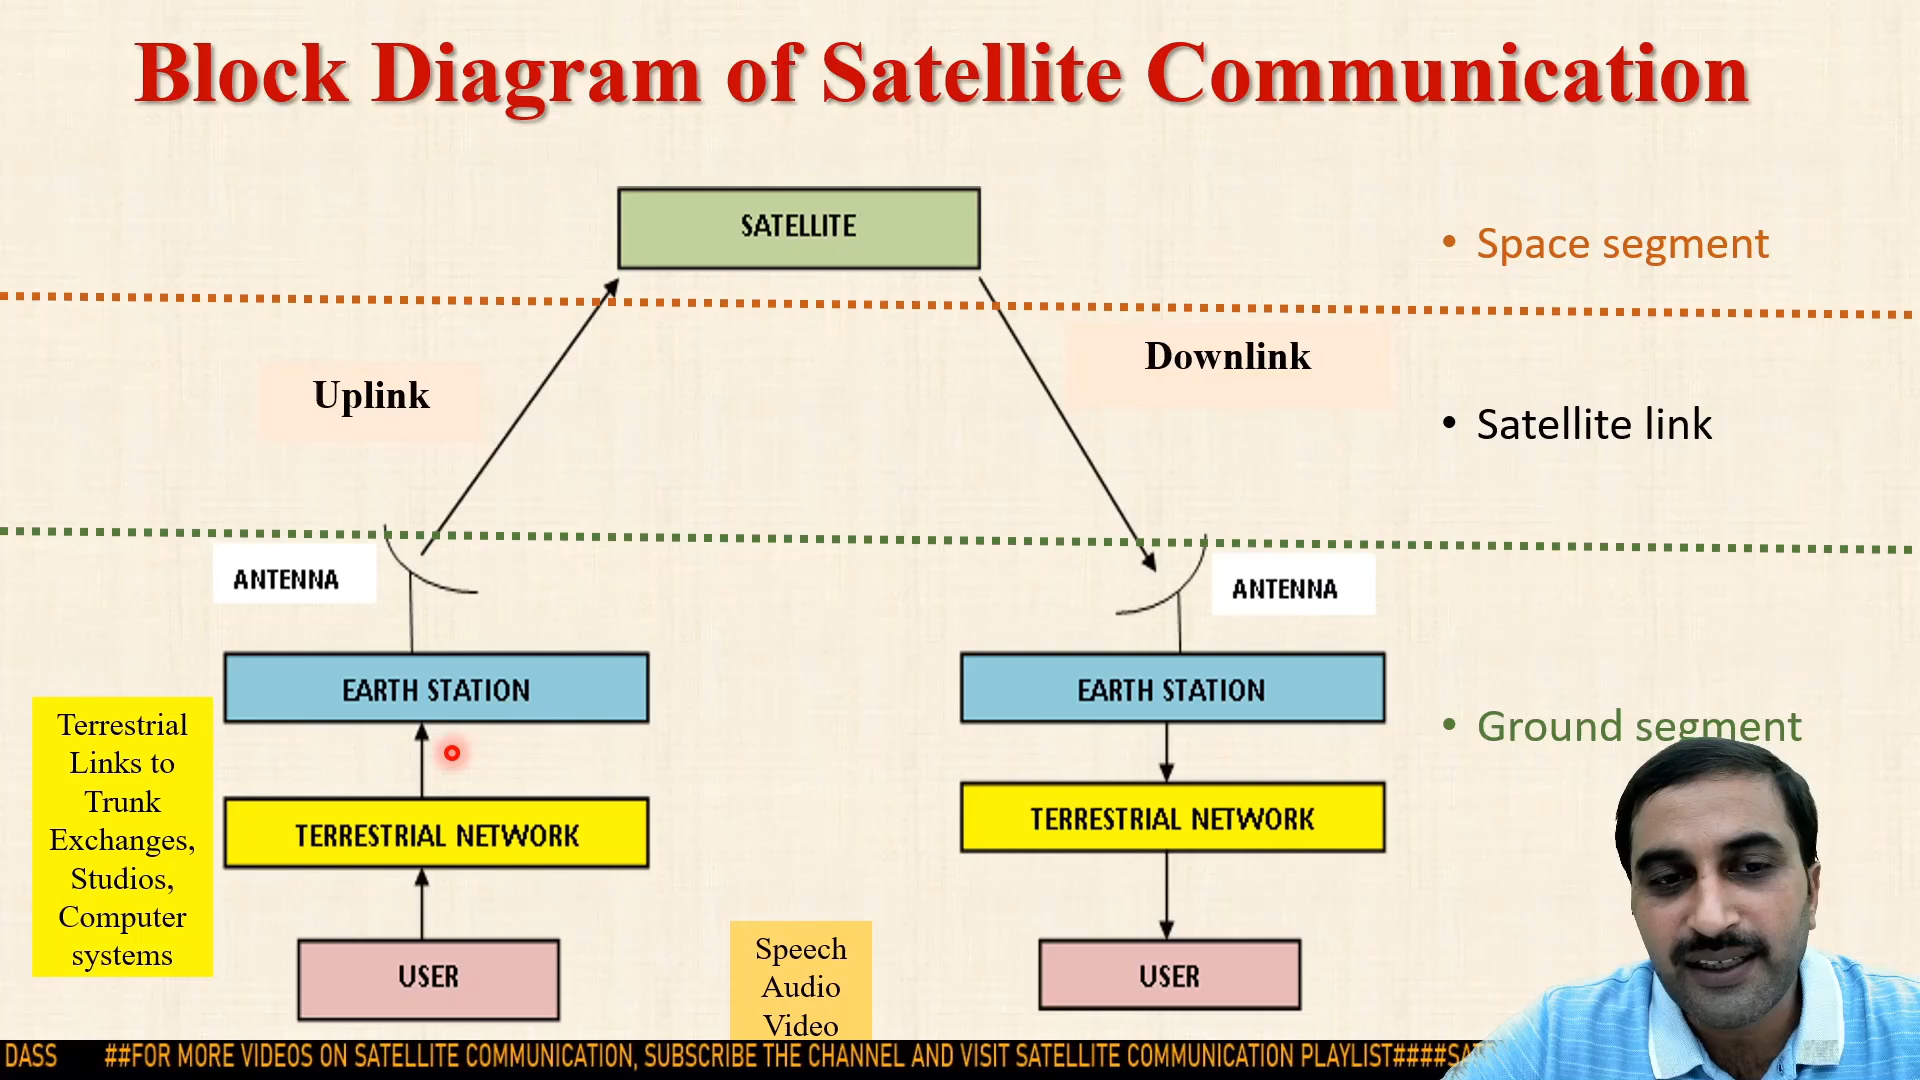 Block Diagram of Satellite Communication
SATELLITE
• Space segment
Uplink
Downlink
• Satellite link
ANTENNA
ANTENNA
EARTH STATION
EARTH STATION
• Ground segment
Terrestrial
Links to
Trunk
Exchanges,
Studios,
Computer
systems
TERRESTRIAL NETWORK
TERRESTRIAL NETWORK
USER
USER
Speech
Audio
Video
DASS ##FOR MORE VIDEOS ON SATELLITE COMMUNICATION, SUBSCRIBE THE CHANNEL AND VISIT SATELLITE COMMUNICATION PLAYLIST####